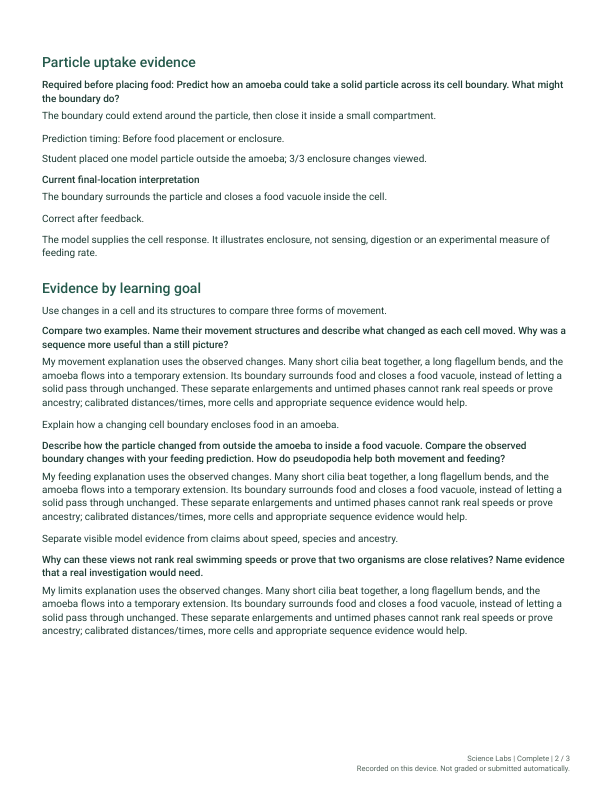 Particle uptake evidence
Required before placing food: Predict how an amoeba could take a solid particle across its cell boundary. What might
the boundary do?
The boundary could extend around the particle, then close it inside a small compartment.
Prediction timing: Before food placement or enclosure.
Student placed one model particle outside the amoeba; 3/3 enclosure changes viewed.
Current final-location interpretation
The boundary surrounds the particle and closes a food vacuole inside the cell.
Correct after feedback.
The model supplies the cell response. It illustrates enclosure, not sensing, digestion or an experimental measure of
feeding rate.
Evidence by learning goal
Use changes in a cell and its structures to compare three forms of movement.
Compare two examples. Name their movement structures and describe what changed as each cell moved. Why was a
sequence more useful than a still picture?
My movement explanation uses the observed changes. Many short cilia beat together, a long flagellum bends, and the
amoeba flows into a temporary extension. Its boundary surrounds food and closes a food vacuole, instead of letting a
solid pass through unchanged. These separate enlargements and untimed phases cannot rank real speeds or prove
ancestry; calibrated distances/times, more cells and appropriate sequence evidence would help.
Explain how a changing cell boundary encloses food in an amoeba.
Describe how the particle changed from outside the amoeba to inside a food vacuole. Compare the observed
boundary changes with your feeding prediction. How do pseudopodia help both movement and feeding?
My feeding explanation uses the observed changes. Many short cilia beat together, a long flagellum bends, and the
amoeba flows into a temporary extension. Its boundary surrounds food and closes a food vacuole, instead of letting a
solid pass through unchanged. These separate enlargements and untimed phases cannot rank real speeds or prove
ancestry; calibrated distances/times, more cells and appropriate sequence evidence would help.
Separate visible model evidence from claims about speed, species and ancestry.
Why can these views not rank real swimming speeds or prove that two organisms are close relatives? Name evidence
that a real investigation would need.
My limits explanation uses the observed changes. Many short cilia beat together, a long flagellum bends, and the
amoeba flows into a temporary extension. Its boundary surrounds food and closes a food vacuole, instead of letting a
solid pass through unchanged. These separate enlargements and untimed phases cannot rank real speeds or prove
ancestry; calibrated distances/times, more cells and appropriate sequence evidence would help.
Science Labs | Complete | 2 / 3
Recorded on this device. Not graded or submitted automatically.